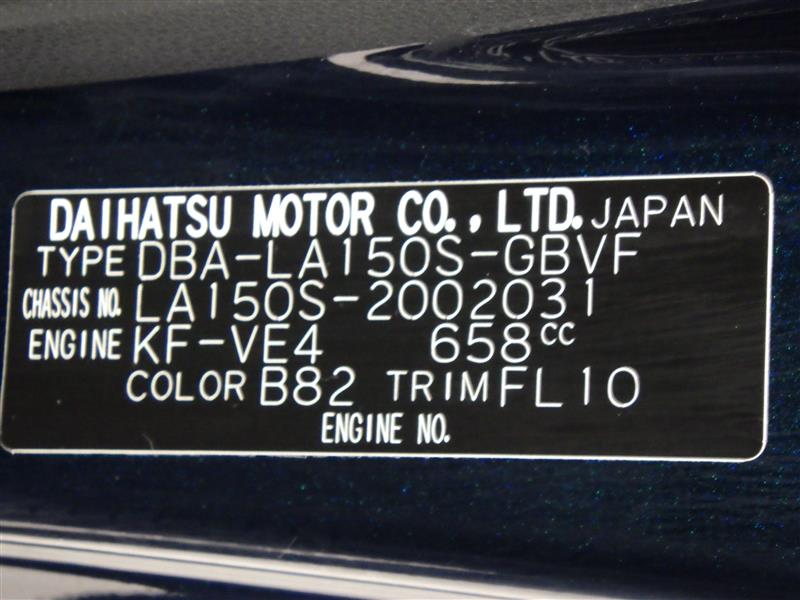 DAIHATSU MOTOR CO., LTD. JAPAN
TYPE DBA-LA150S-GBVF
CHASSIS NO. LA150S-2002031
ENGINE KF-VE4 658cc
COLOR B82 TRIM FL10
ENGINE NO.